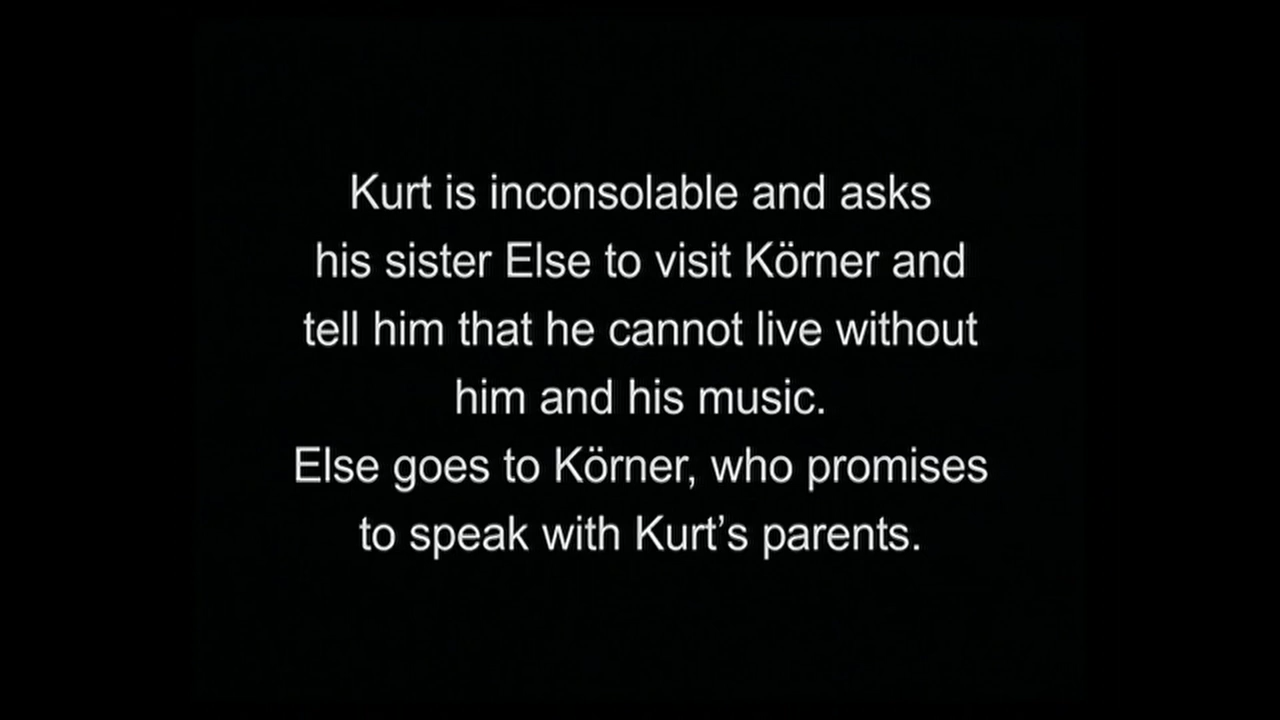 Kurt is inconsolable and asks
his sister Else to visit Körner and
tell him that he cannot live without
him and his music.
Else goes to Körner, who promises
to speak with Kurt’s parents.